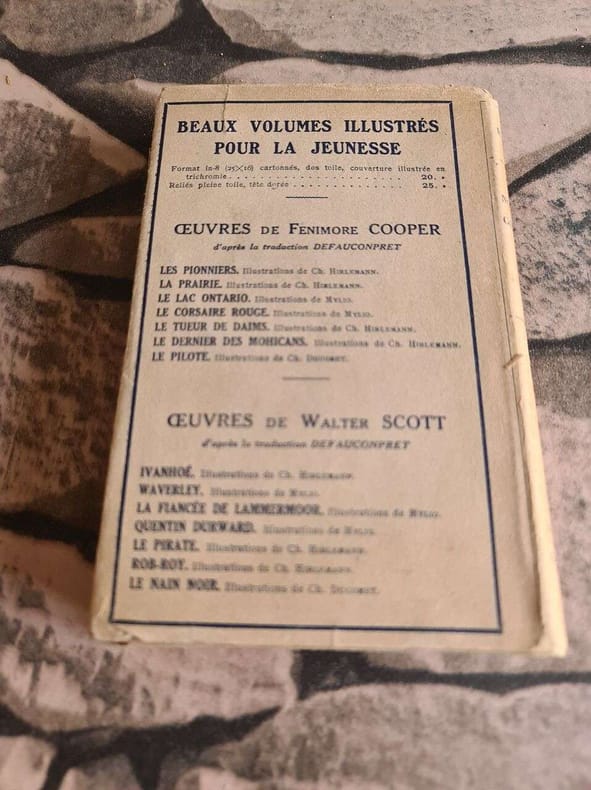 BEAUX VOLUMES ILLUSTRÉS
POUR LA JEUNESSE
Format in-8 (25×16) cartonnés, dos toile, couverture illustrée en
trichromie . . . . . . . . . . . . . . . . . . . . . . . . 20. »
Reliés pleine toile, tête dorée . . . . . . . . . . . . . . 25. »
ŒUVRES DE FENIMORE COOPER
d'après la traduction DEFAUCONPRET
LES PIONNIERS. Illustrations de Ch. HIRLEMANN.
LA PRAIRIE. Illustrations de Ch. HIRLEMANN.
LE LAC ONTARIO. Illustrations de MYLIO.
LE CORSAIRE ROUGE. Illustrations de MYLIO.
LE TUEUR DE DAIMS. Illustrations de Ch. HIRLEMANN.
LE DERNIER DES MOHICANS. Illustrations de Ch. HIRLEMANN.
LE PILOTE. Illustrations de Ch.
ŒUVRES DE WALTER SCOTT
d'après la traduction DEFAUCONPRET
IVANHOÉ. Illustrations de Ch. HIRLEMANN.
WAVERLEY. Illustrations de MYLIO.
LA FIANCÉE DE LAMMERMOOR. Illustrations de MYLIO.
QUENTIN DURWARD. Illustrations de MYLIO.
LE PIRATE. Illustrations de Ch. HIRLEMANN.
ROB-ROY. Illustrations de Ch. HIRLEMANN.
LE NAIN NOIR. Illustrations de Ch.